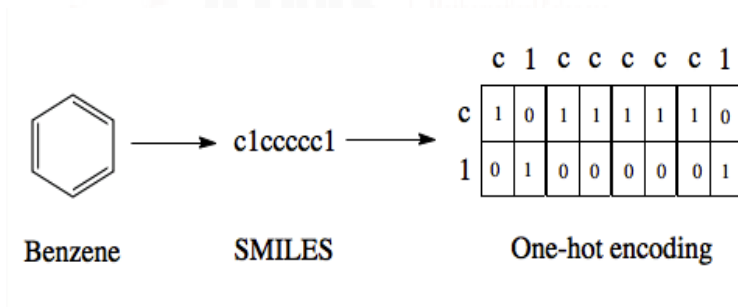 c 1 c c c c c 1
c 1 0 1 1 1 1 1 0
c1ccccc1
1 0 1 0 0 0 0 0 1
Benzene SMILES One-hot encoding